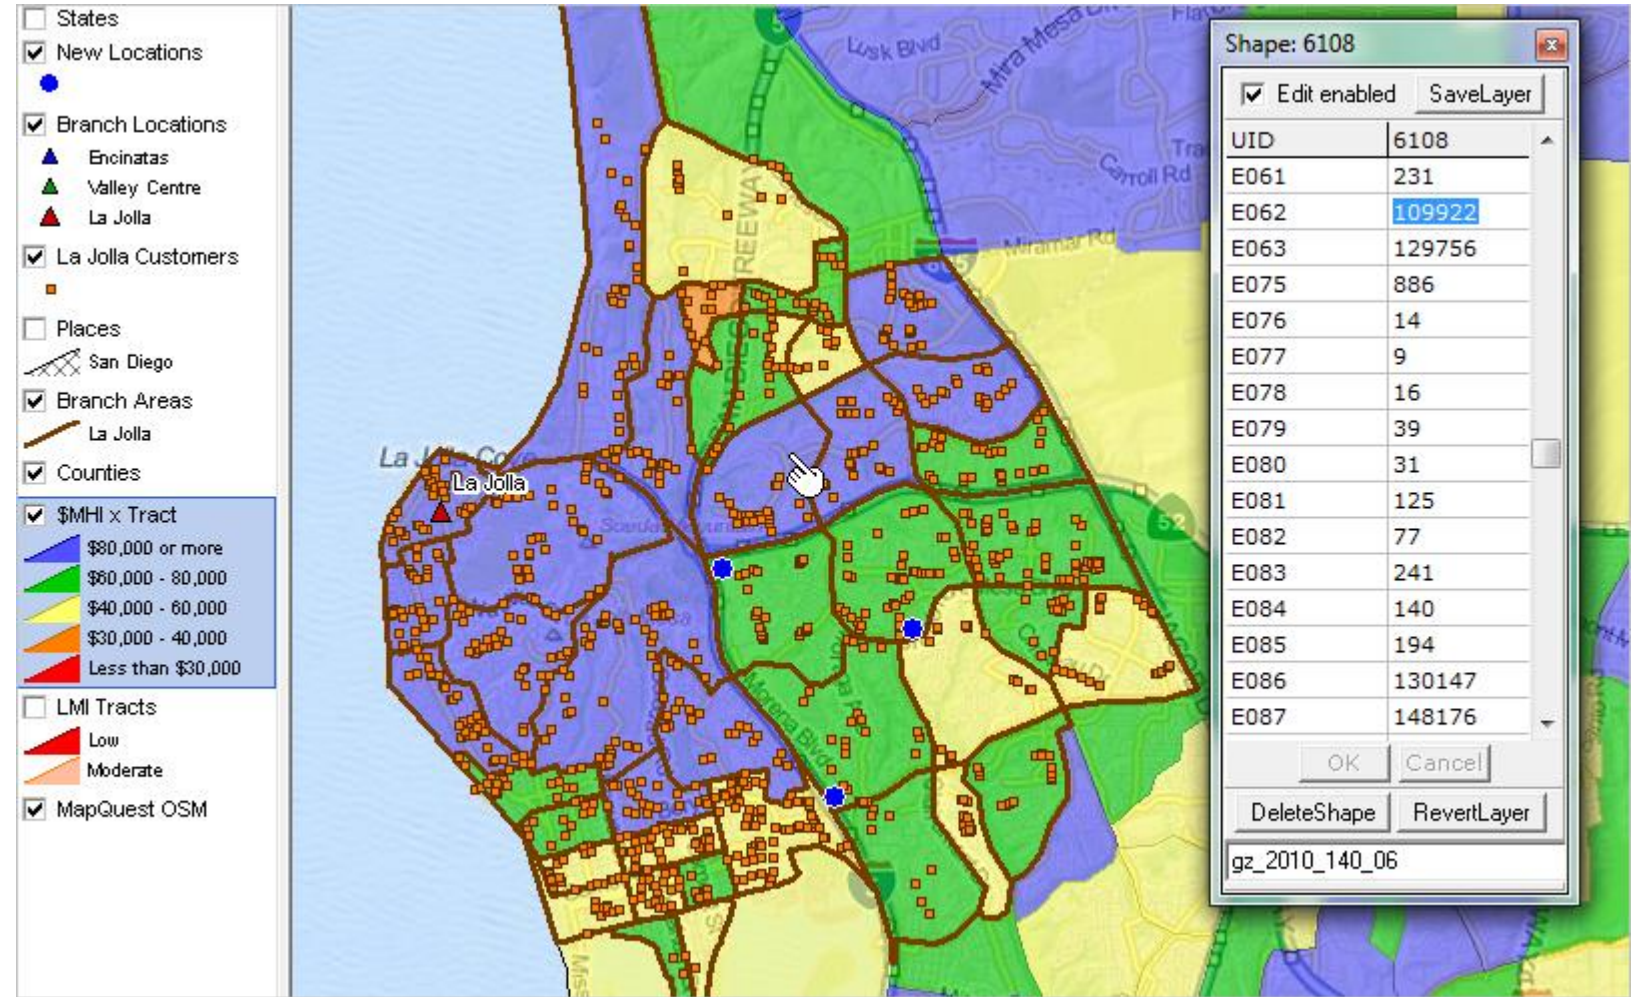 States
New Locations
Branch Locations
Encinatas
Valley Centre
La Jolla
La Jolla Customers
Places
San Diego
Branch Areas
La Jolla
Counties
$MHI x Tract
$80,000 or more
$60,000 - 80,000
$40,000 - 60,000
$30,000 - 40,000
Less than $30,000
LMI Tracts
Low
Moderate
MapQuest OSM
5
Lusk Blvd
Carroll Rd
Miramar Rd
La Jolla Cove
La Jolla
52
Morena Blvd
Shape: 6108
Edit enabled SaveLayer
UID 6108
E061 231
E062 109922
E063 129756
E075 886
E076 14
E077 9
E078 16
E079 39
E080 31
E081 125
E082 77
E083 241
E084 140
E085 194
E086 130147
E087 148176
OK Cancel
DeleteShape RevertLayer
gz_2010_140_06